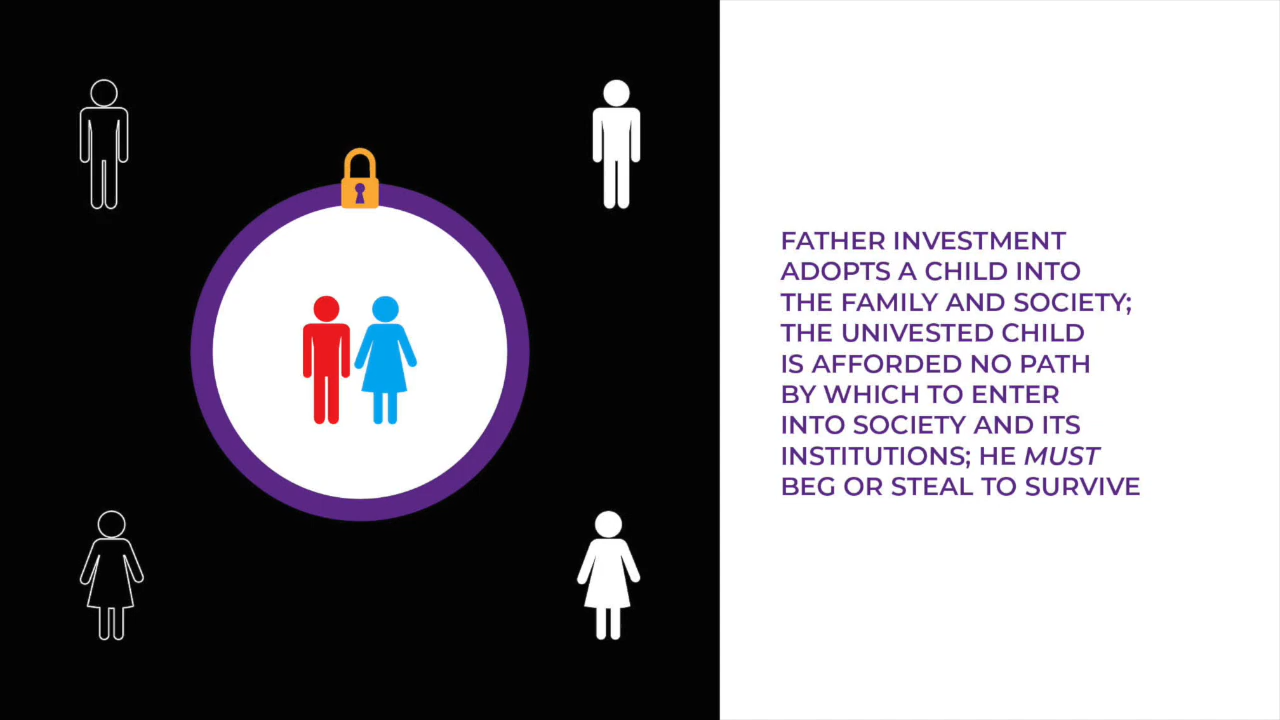 FATHER INVESTMENT
ADOPTS A CHILD INTO
THE FAMILY AND SOCIETY;
THE UNIVESTED CHILD
IS AFFORDED NO PATH
BY WHICH TO ENTER
INTO SOCIETY AND ITS
INSTITUTIONS; HE MUST
BEG OR STEAL TO SURVIVE